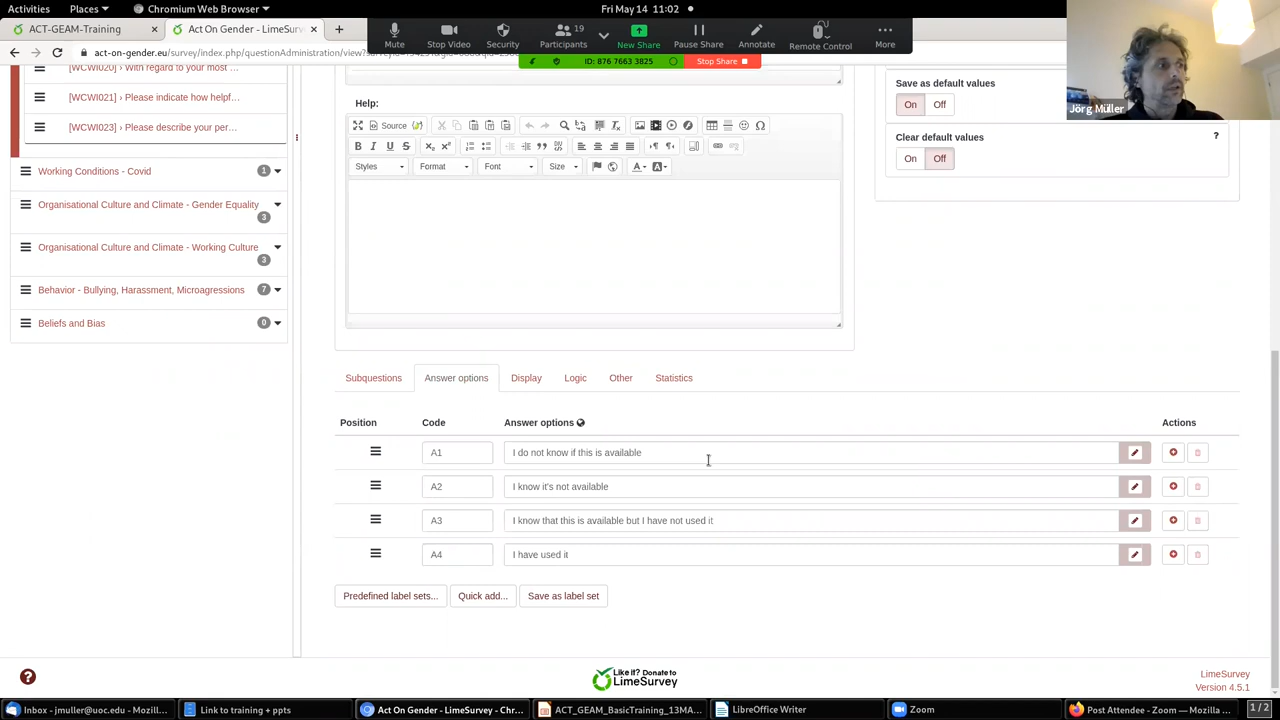 Activities Places Chromium Web Browser Fri May 14 11:02
ACT-GEAM-Training × Act On Gender - LimeSurve ×
Mute Stop Video Security Participants 19 New Share Pause Share Annotate Remote Control More
ID: 876 7663 3825 Stop Share
Jörg Müller
[WCWI020] › With regard to your most ...
[WCWI021] › Please indicate how helpf...
[WCWI023] › Please describe your per...
Working Conditions - Covid 1
Organisational Culture and Climate - Gender Equality
3
Organisational Culture and Climate - Working Culture
3
Behavior - Bullying, Harassment, Microagressions 7
Beliefs and Bias 0
Help:
Source
Styles Format Font Size
Save as default values
On Off
Clear default values ?
On Off
Subquestions Answer options Display Logic Other Statistics
Position Code Answer options Actions
A1 I do not know if this is available
A2 I know it's not available
A3 I know that this is available but I have not used it
A4 I have used it
Predefined label sets... Quick add... Save as label set
Like it? Donate to
LimeSurvey
LimeSurvey
Version 4.5.1
Inbox - jmuller@uoc.edu - Mozill... Link to training + ppts Act On Gender - LimeSurvey - Chr... ACT_GEAM_BasicTraining_13MA... LibreOffice Writer Zoom Post Attendee - Zoom — Mozilla ... 1 / 2